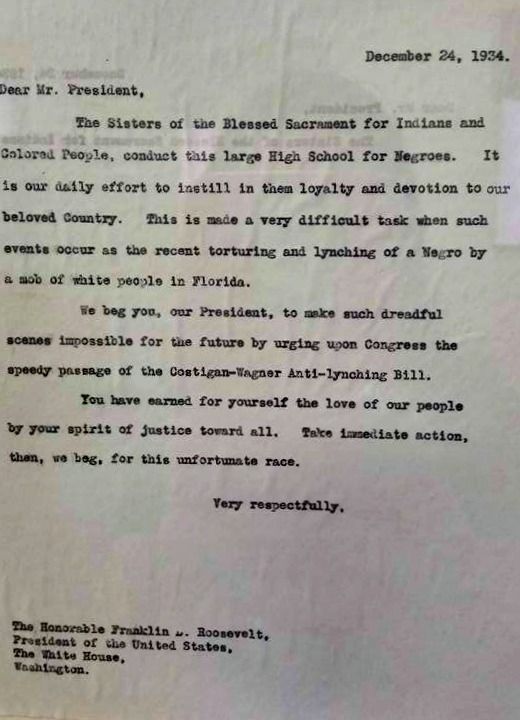 December 24, 1934.
Dear Mr. President,
The Sisters of the Blessed Sacrament for Indians and
Colored People, conduct this large High School for Negroes. It
is our daily effort to instill in them loyalty and devotion to our
beloved Country. This is made a very difficult task when such
events occur as the recent torturing and lynching of a Negro by
a mob of white people in Florida.
We beg you, our President, to make such dreadful
scenes impossible for the future by urging upon Congress the
speedy passage of the Costigan-Wagner Anti-lynching Bill.
You have earned for yourself the love of our people
by your spirit of justice toward all. Take immediate action,
then, we beg, for this unfortunate race.
Very respectfully,
The Honorable Franklin D. Roosevelt,
President of the United States,
The White House,
Washington.